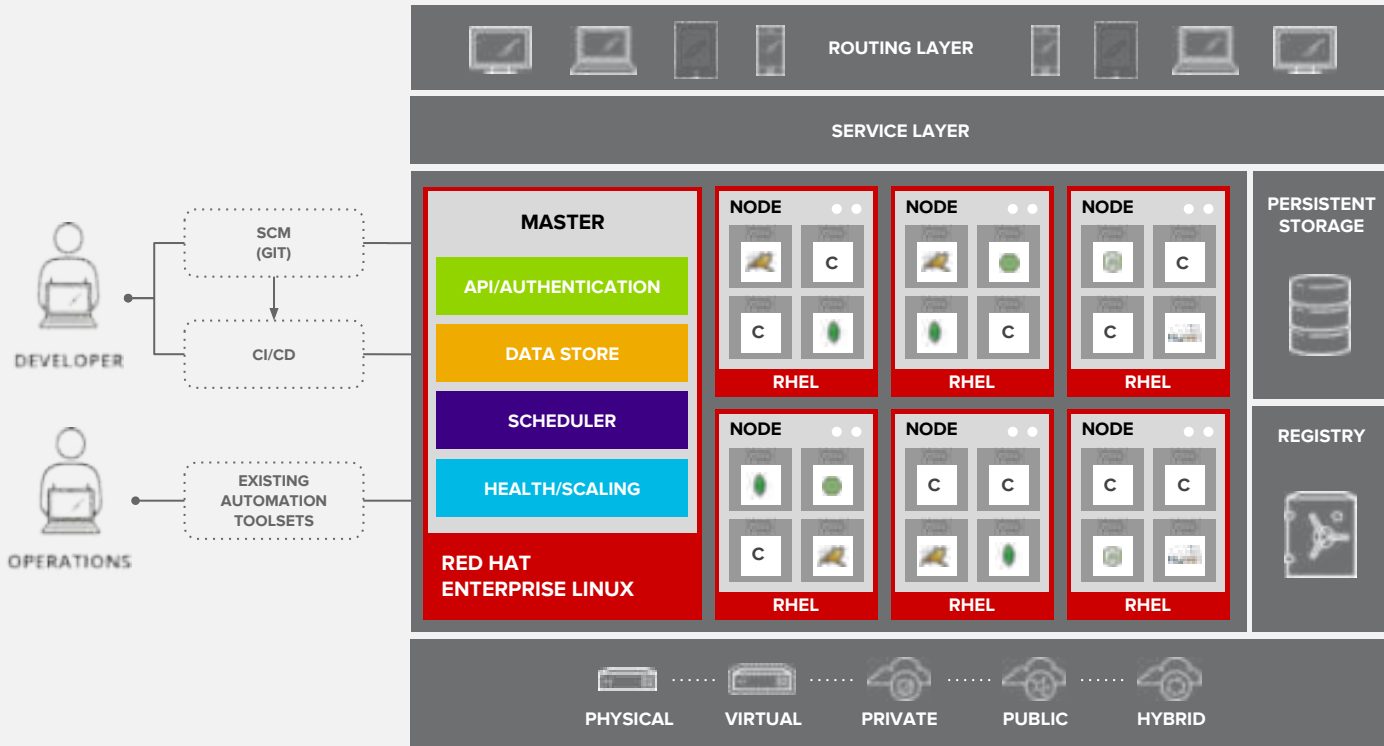 ROUTING LAYER
SERVICE LAYER
DEVELOPER
SCM
(GIT)
CI/CD
OPERATIONS
EXISTING
AUTOMATION
TOOLSETS
MASTER
API/AUTHENTICATION
DATA STORE
SCHEDULER
HEALTH/SCALING
RED HAT
ENTERPRISE LINUX
NODE
C
C
RHEL
NODE
C
RHEL
NODE
C
C
RHEL
NODE
C
RHEL
NODE
C
C
RHEL
NODE
C
C
RHEL
PERSISTENT
STORAGE
REGISTRY
PHYSICAL
VIRTUAL
PRIVATE
PUBLIC
HYBRID